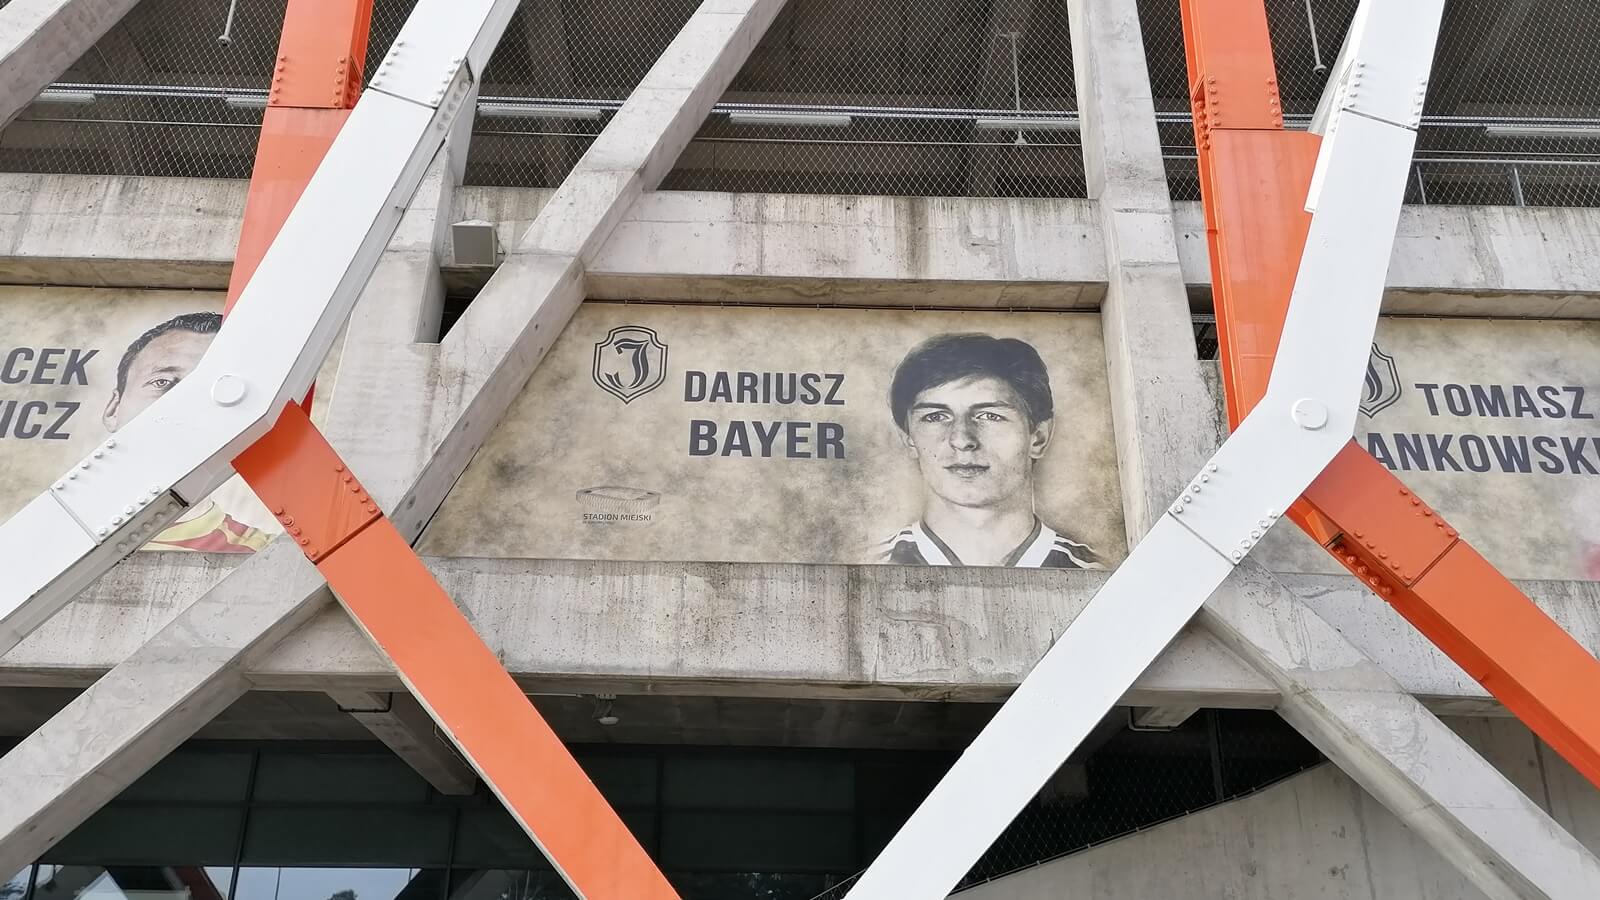 CEK
ICZ
J
DARIUSZ
BAYER
STADION MIEJSKI
TOMASZ
ANKOWSK